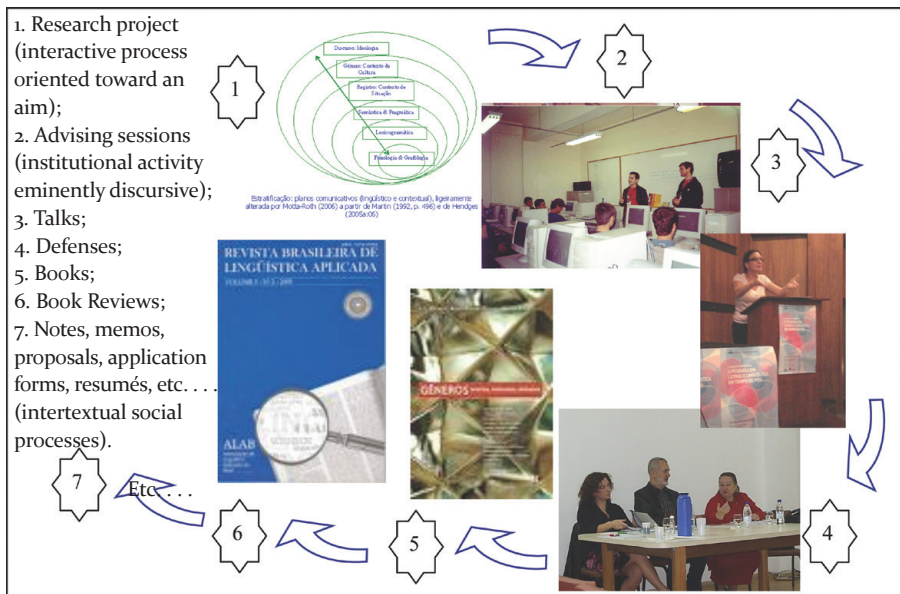 1. Research project
(interactive process
oriented toward an
aim);
2. Advising sessions
(institutional activity
eminently discursive);
3. Talks;
4. Defenses;
5. Books;
6. Book Reviews;
7. Notes, memos,
proposals, application
forms, resumés, etc. . . .
(intertextual social
processes).
1
Discurso: Ideologia
Gênero: Contexto de
Cultura
Registro: Contexto de
Situação
Semântica & Pragmática
Lexicogramática
Fonologia & Grafologia
Estratificação: planos comunicativos (lingüístico e contextual), ligeiramente
alterada por Motta-Roth (2006) a partir de Martin (1992, p. 496) e de Hendges
(2005a:06)
2
3
REVISTA BRASILEIRA DE
LINGÜÍSTICA APLICADA
ALAB
GÊNEROS
4
5
6
7
Etc. . . .